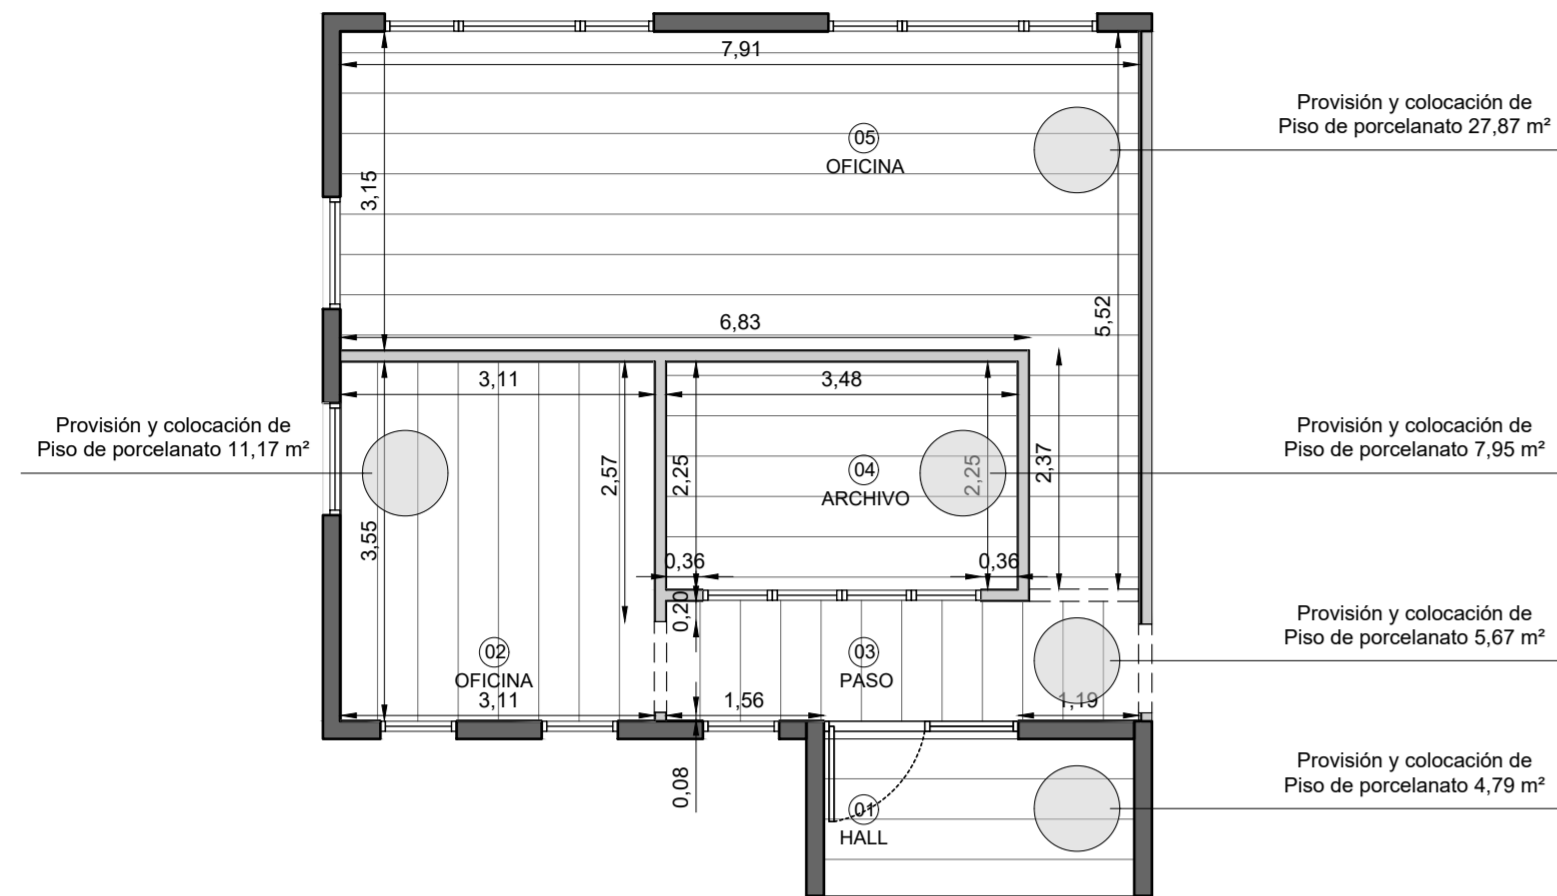 7,91
Provisión y colocación de
Piso de porcelanato 27,87 m²
05
OFICINA
3,15
5,52
6,83
3,11
3,48
Provisión y colocación de
Piso de porcelanato 11,17 m²
Provisión y colocación de
Piso de porcelanato 7,95 m²
2,57
2,25
04
ARCHIVO
2,25
2,37
3,55
0,36
0,36
0,20
Provisión y colocación de
Piso de porcelanato 5,67 m²
02
OFICINA
3,11
03
PASO
1,56
1,19
0,08
01
HALL
Provisión y colocación de
Piso de porcelanato 4,79 m²